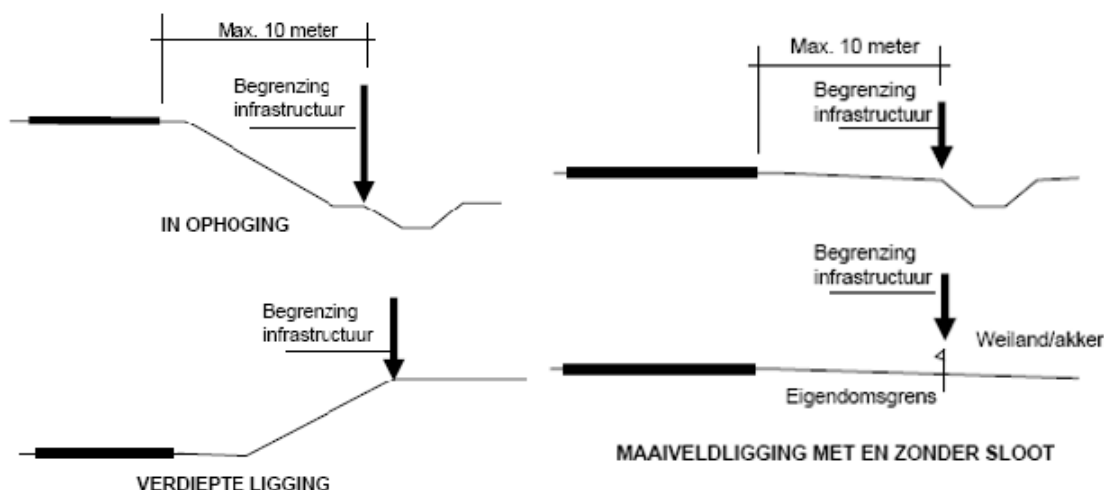 Max. 10 meter
Begrenzing
infrastructuur
IN OPHOGING
Begrenzing
infrastructuur
VERDIEPTE LIGGING
Max. 10 meter
Begrenzing
infrastructuur
Begrenzing
infrastructuur
Weiland/akker
Eigendomsgrens
MAAIVELDLIGGING MET EN ZONDER SLOOT